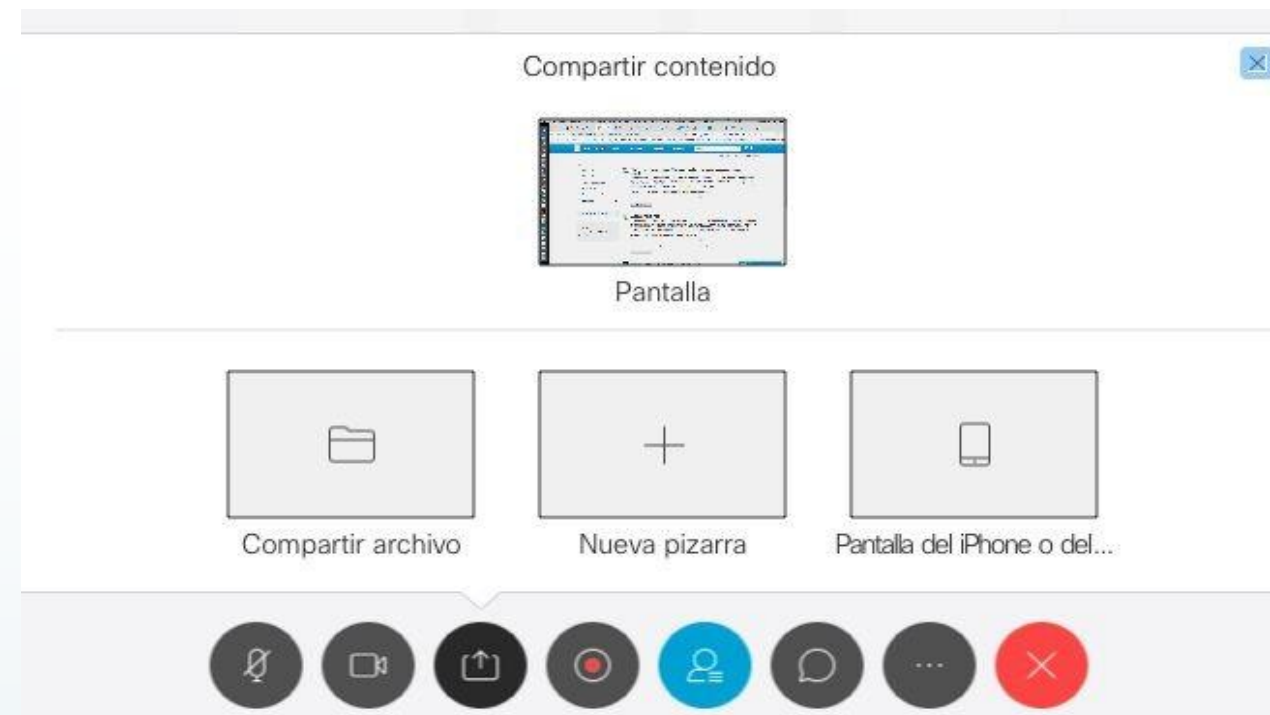 Compartir contenido
Pantalla
Compartir archivo
Nueva pizarra
Pantalla del iPhone o del...